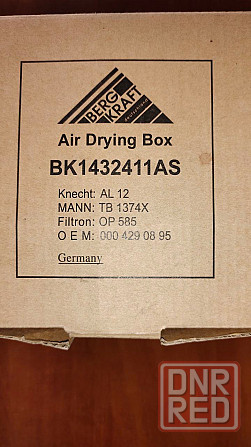 BERG
KRAFT
Air Drying Box
BK1432411AS
Knecht: AL 12
MANN: TB 1374X
Filtron: OP 585
O E M: 000 429 08 95
Germany
DNR
RED